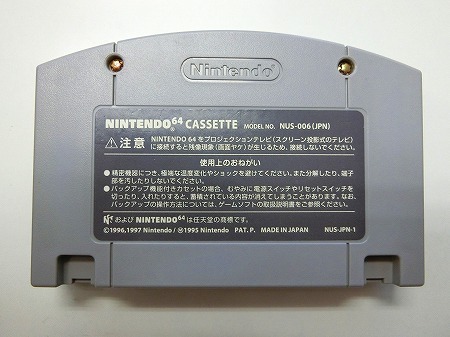 Nintendo®
NINTENDO64 CASSETTE MODEL NO. NUS-006(JPN)
⚠注意 NINTENDO 64 をプロジェクションテレビ(スクリーン投影式のテレビ)
に接続すると残像現象(画面ヤケ)が生じるため、接続しないでください。
使用上のおねがい
●精密機器につき、極端な温度変化やショックを避けてください。また分解したり、端子
部を汚したりしないでください。
●バックアップ機能付きカセットの場合、むやみに電源スイッチやリセットスイッチを
切ったり、入れたりすると、蓄積されている内容が消えてしまうことがあります。なお、
バックアップの操作方法については、ゲームソフトの取扱説明書をご参照ください。
および NINTENDO64 は任天堂の商標です。
©1996,1997 Nintendo / Ⓜ1995 Nintendo PAT. P. MADE IN JAPAN NUS-JPN-1